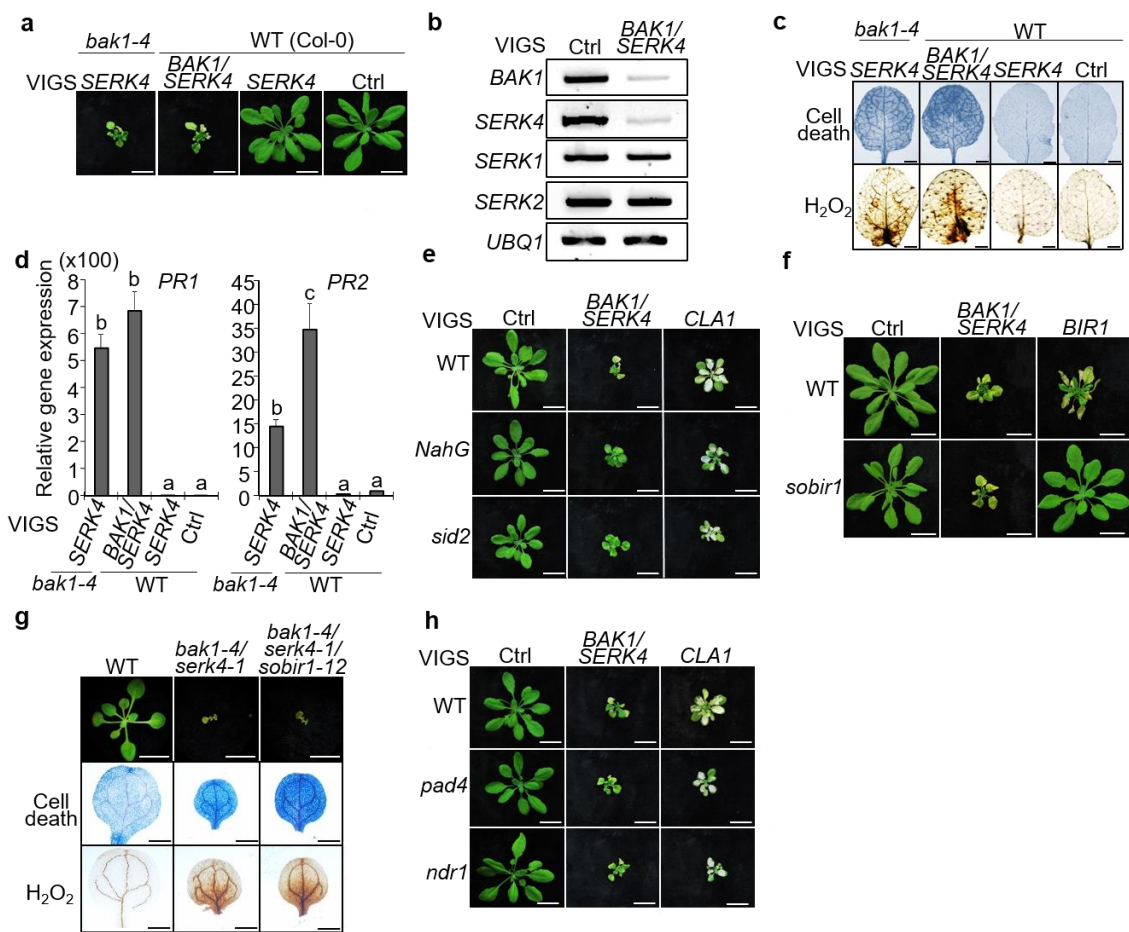 a
bak1-4 WT (Col-0)
VIGS SERK4 BAK1/SERK4 SERK4 Ctrl
b
VIGS Ctrl BAK1/SERK4
BAK1
SERK4
SERK1
SERK2
UBQ1
c
bak1-4 WT
VIGS SERK4 BAK1/SERK4 SERK4 Ctrl
Cell death
H2O2
d
(x100)
Relative gene expression
PR1
8
7
6
5
4
3
2
1
0
b
b
a
a
PR2
45
40
35
30
25
20
15
10
5
0
b
c
a
a
VIGS SERK4 BAK1/SERK4 SERK4 Ctrl SERK4 BAK1/SERK4 SERK4 Ctrl
bak1-4 WT bak1-4 WT
e
VIGS Ctrl BAK1/SERK4 CLA1
WT
NahG
sid2
f
VIGS Ctrl BAK1/SERK4 BIR1
WT
sobir1
g
WT bak1-4/serk4-1 bak1-4/serk4-1/sobir1-12
Cell death
H2O2
h
VIGS Ctrl BAK1/SERK4 CLA1
WT
pad4
ndr1